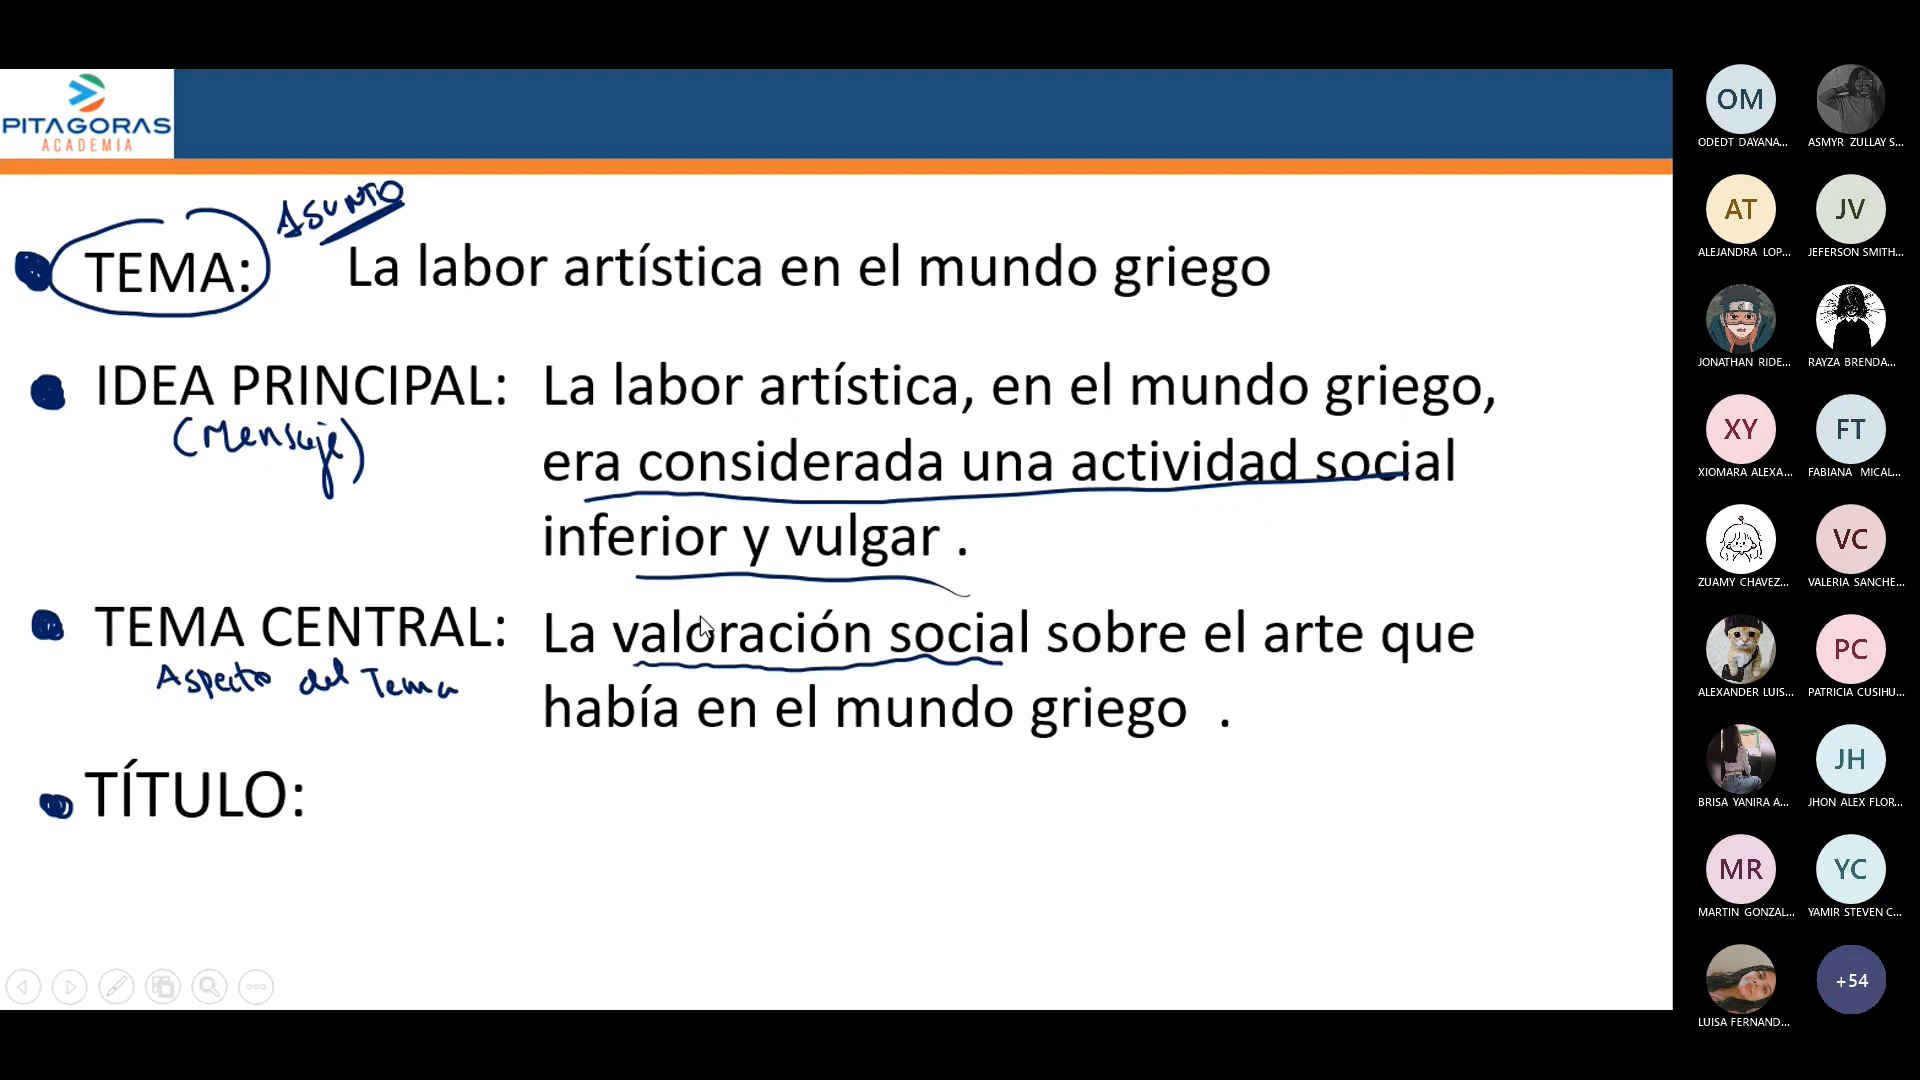 PITAGORAS
ACADEMIA
ASUNTO
TEMA: La labor artística en el mundo griego
IDEA PRINCIPAL: La labor artística, en el mundo griego,
(Mensaje)
era considerada una actividad social
inferior y vulgar .
TEMA CENTRAL: La valoración social sobre el arte que
Aspecto del Tema
había en el mundo griego .
TÍTULO:
OM
ODEDT DAYANA...
ASMYR ZULLAY S...
AT
ALEJANDRA LOP...
JV
JEFERSON SMITH...
JONATHAN RIDE...
RAYZA BRENDA...
XY
XIOMARA ALEXA...
FT
FABIANA MICAL...
ZUAMY CHAVEZ...
VC
VALERIA SANCHE...
ALEXANDER LUIS...
PC
PATRICIA CUSIHU...
BRISA YANIRA A...
JH
JHON ALEX FLOR...
MR
MARTIN GONZAL...
YC
YAMIR STEVEN C...
LUISA FERNAND...
+54